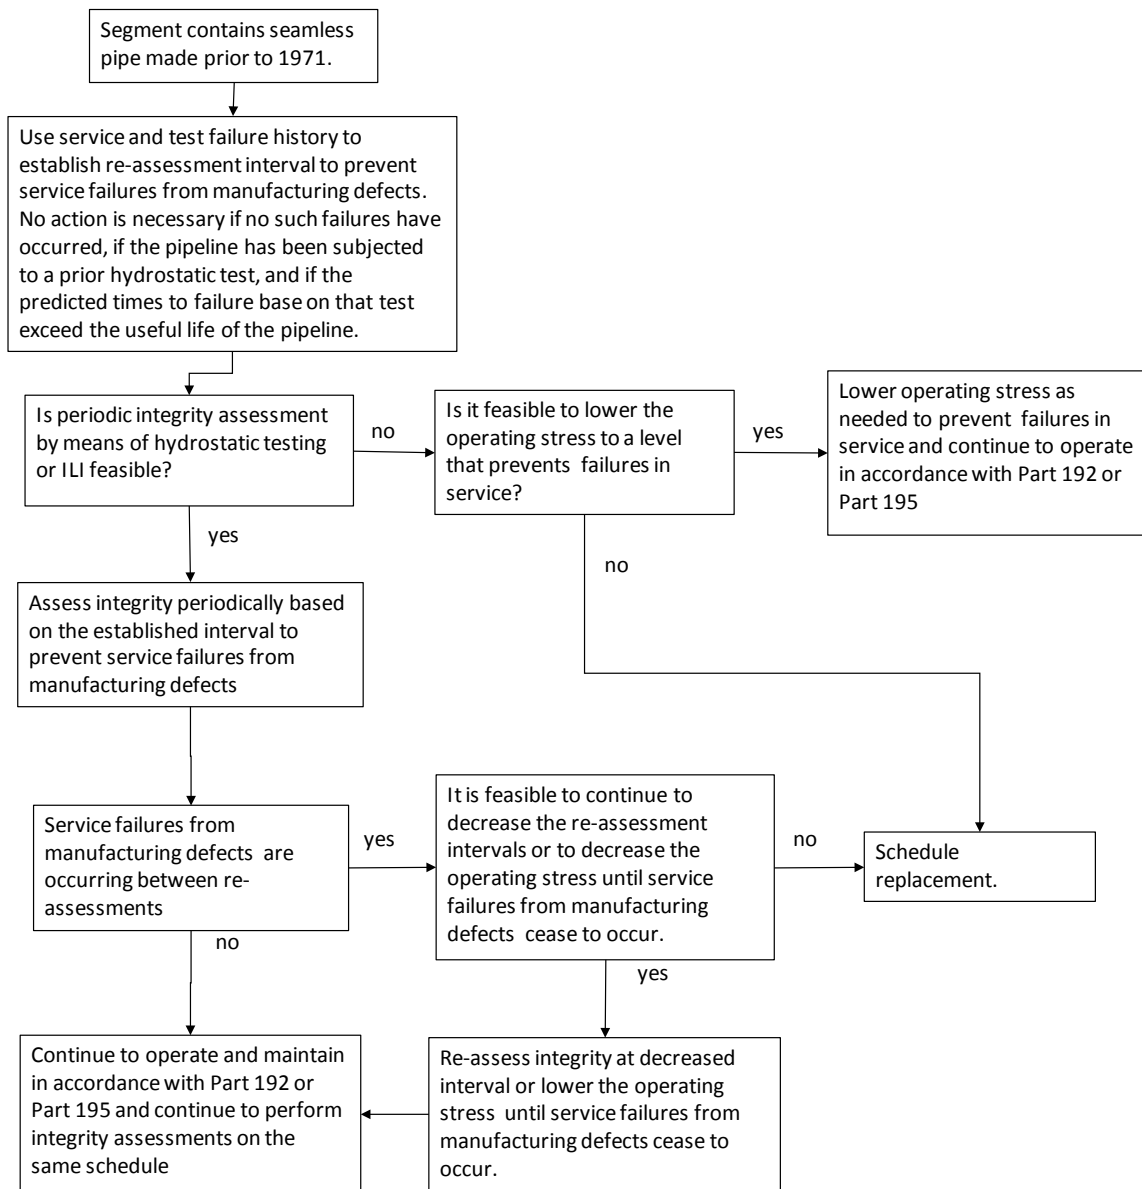 Segment contains seamless
pipe made prior to 1971.
Use service and test failure history to
establish re-assessment interval to prevent
service failures from manufacturing defects.
No action is necessary if no such failures have
occurred, if the pipeline has been subjected
to a prior hydrostatic test, and if the
predicted times to failure base on that test
exceed the useful life of the pipeline.
Is periodic integrity assessment
by means of hydrostatic testing
or ILI feasible?
no
Is it feasible to lower the
operating stress to a level
that prevents failures in
service?
yes
Lower operating stress as
needed to prevent failures in
service and continue to operate
in accordance with Part 192 or
Part 195
yes
no
Assess integrity periodically based
on the established interval to
prevent service failures from
manufacturing defects
Service failures from
manufacturing defects are
occurring between re-
assessments
yes
It is feasible to continue to
decrease the re-assessment
intervals or to decrease the
operating stress until service
failures from manufacturing
defects cease to occur.
no
Schedule
replacement.
no
yes
Continue to operate and maintain
in accordance with Part 192 or
Part 195 and continue to perform
integrity assessments on the
same schedule
Re-assess integrity at decreased
interval or lower the operating
stress until service failures from
manufacturing defects cease to
occur.